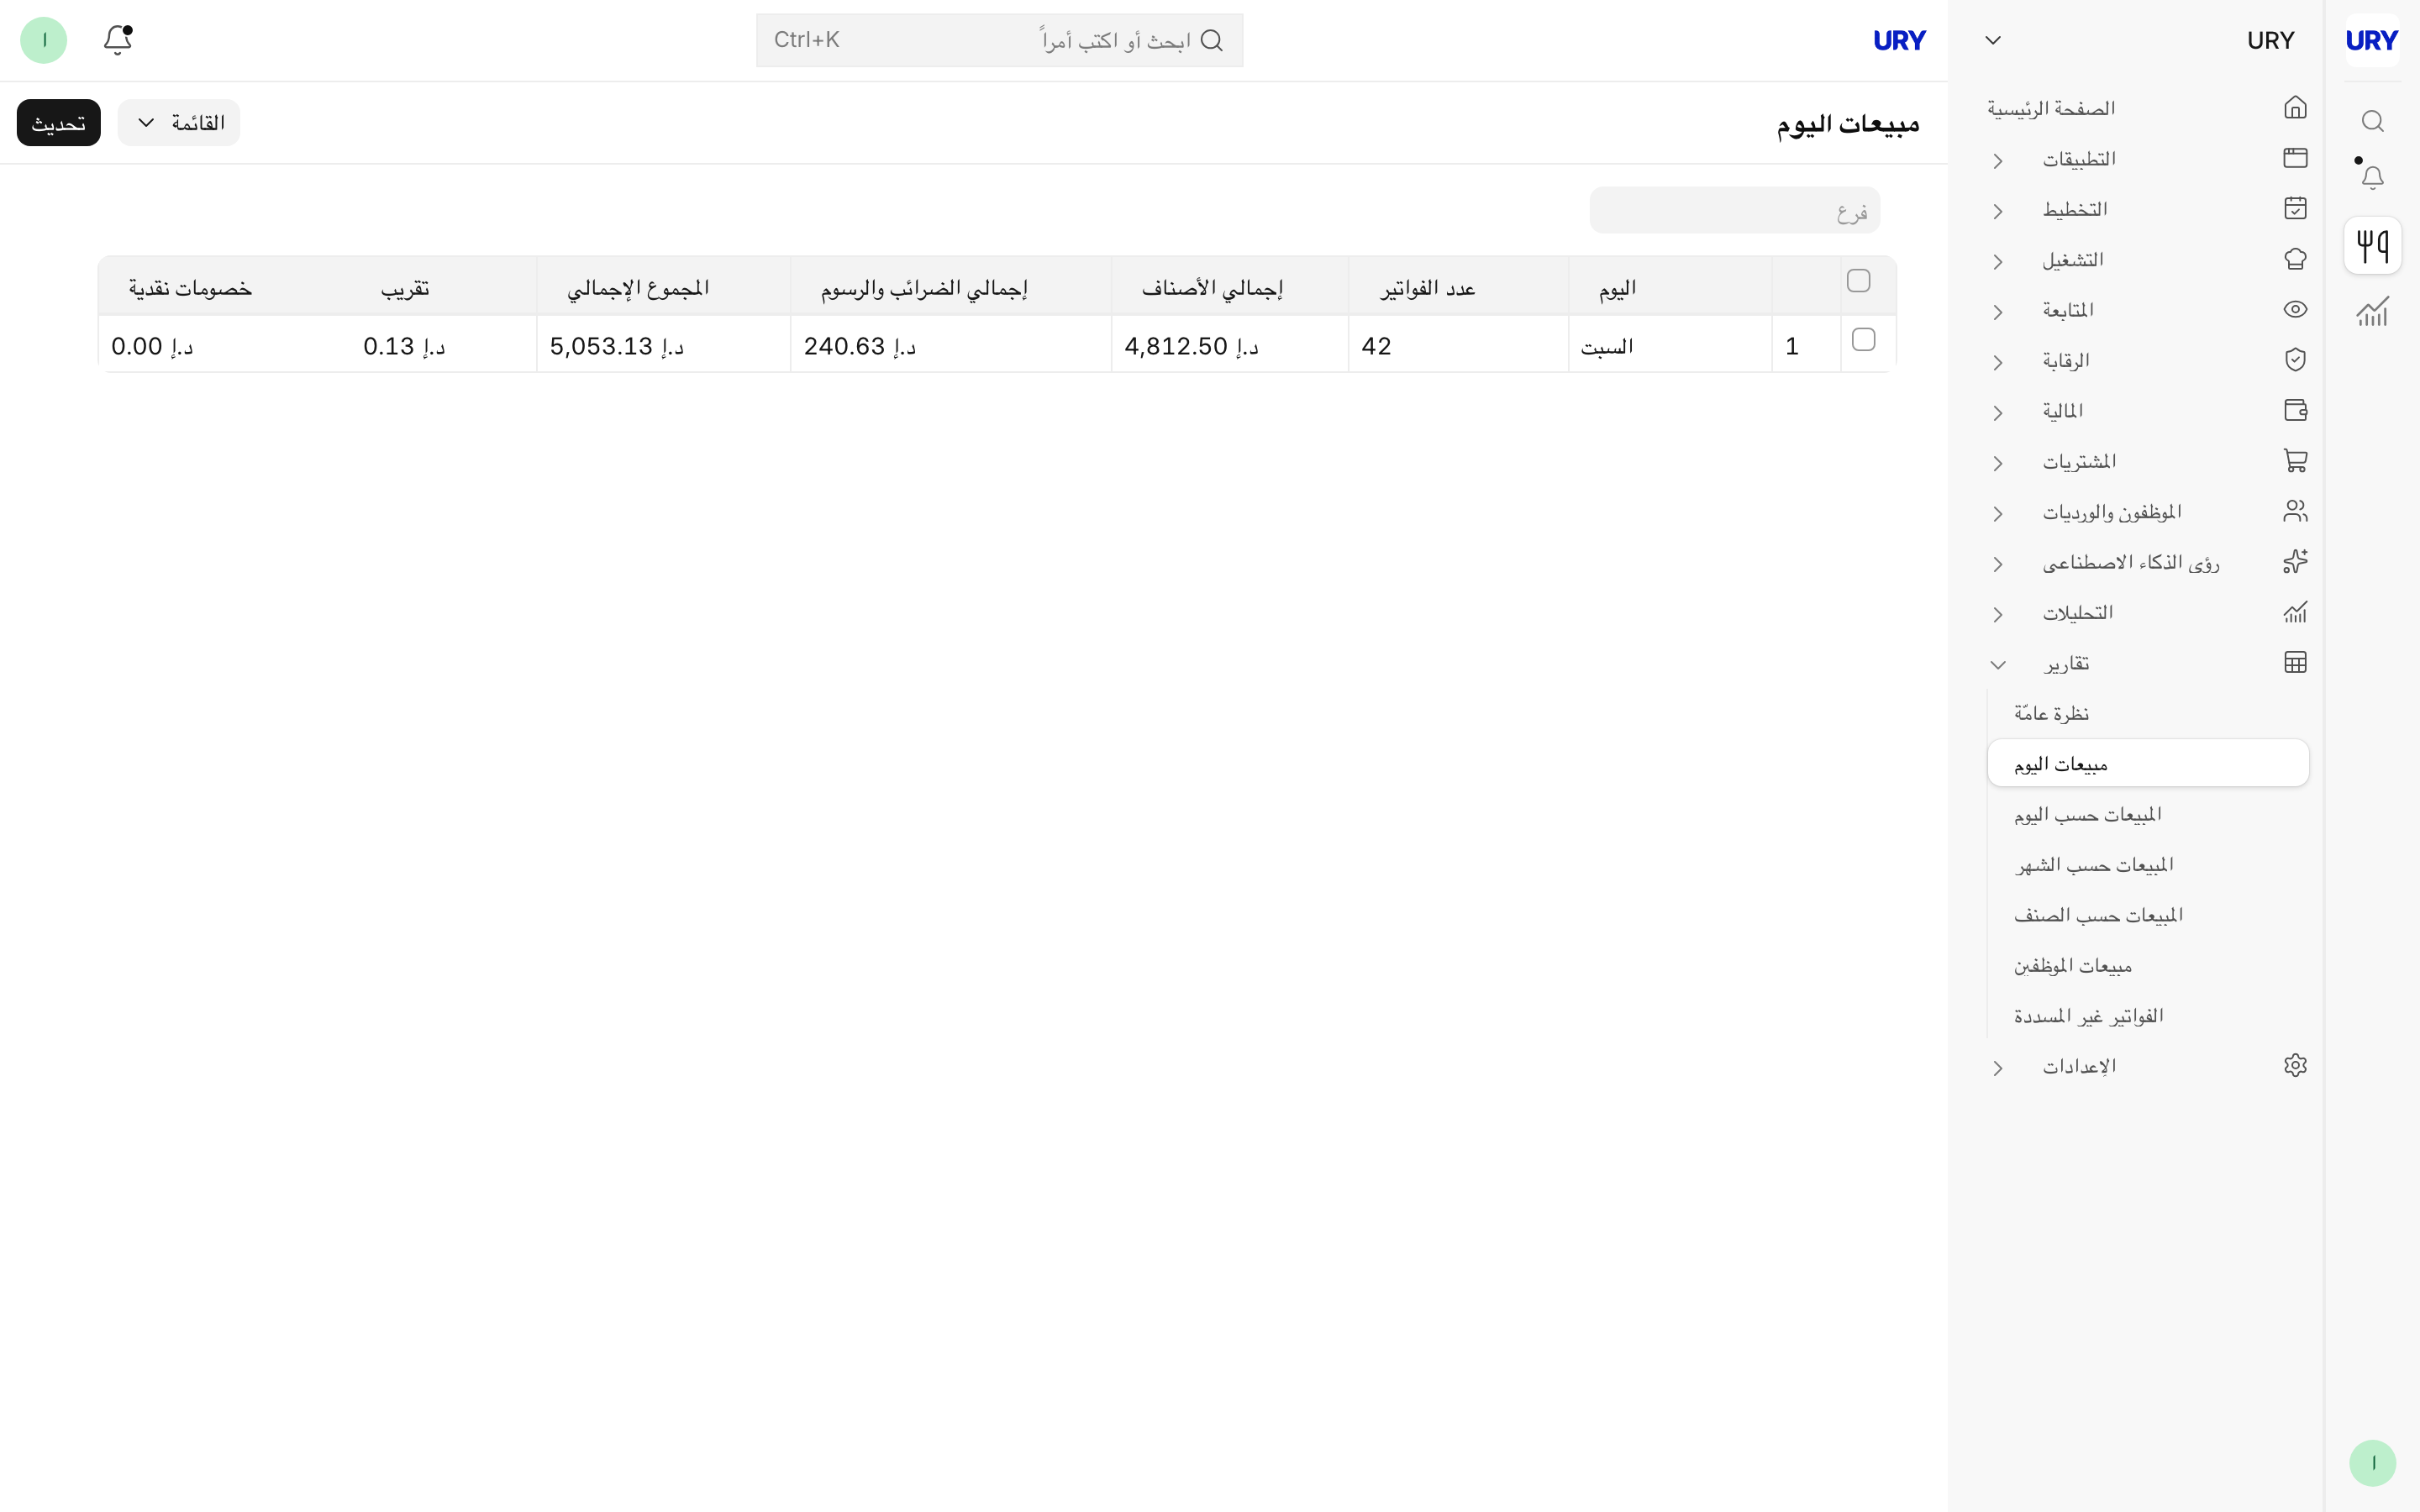 URY
URY
الصفحة الرئيسية
التطبيقات
التخطيط
التشغيل
المتابعة
الرقابة
المالية
المشتريات
الموظفون والورديات
رؤى الذكاء الاصطناعي
التحليلات
تقارير
نظرة عامّة
مبيعات اليوم
المبيعات حسب اليوم
المبيعات حسب الشهر
المبيعات حسب الصنف
مبيعات الموظفين
الفواتير غير المسددة
الإعدادات
ا
URY
ابحث أو اكتب أمراً Ctrl+K
ا
مبيعات اليوم
القائمة
تحديث
فرع
اليوم عدد الفواتير إجمالي الأصناف إجمالي الضرائب والرسوم المجموع الإجمالي تقريب خصومات نقدية
1 السبت 42 د.إ 4,812.50 د.إ 240.63 د.إ 5,053.13 د.إ 0.13 د.إ 0.00